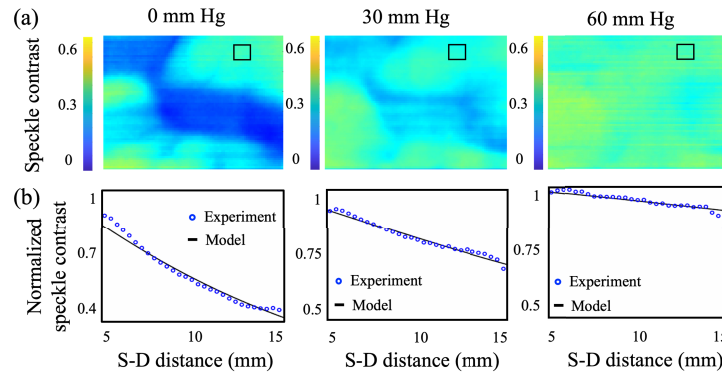 (a) 0 mm Hg 30 mm Hg 60 mm Hg
Speckle contrast
0.6 0.6 0.6
0.3 0.3 0.3
0 0 0
(b)
Normalized
speckle contrast
1 1 1
0.7 0.75 0.75
0.4 0.5 0.5
Experiment Experiment Experiment
Model Model Model
5 10 15 5 10 15 5 10 15
S-D distance (mm) S-D distance (mm) S-D distance (mm)